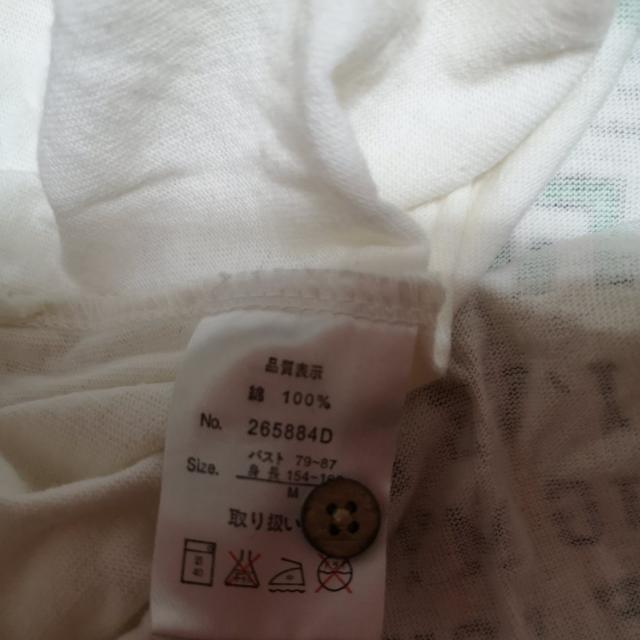 品質表示
綿 100%
No. 265884D
バスト 79-87
Size. 身長 154-
M
取り扱い